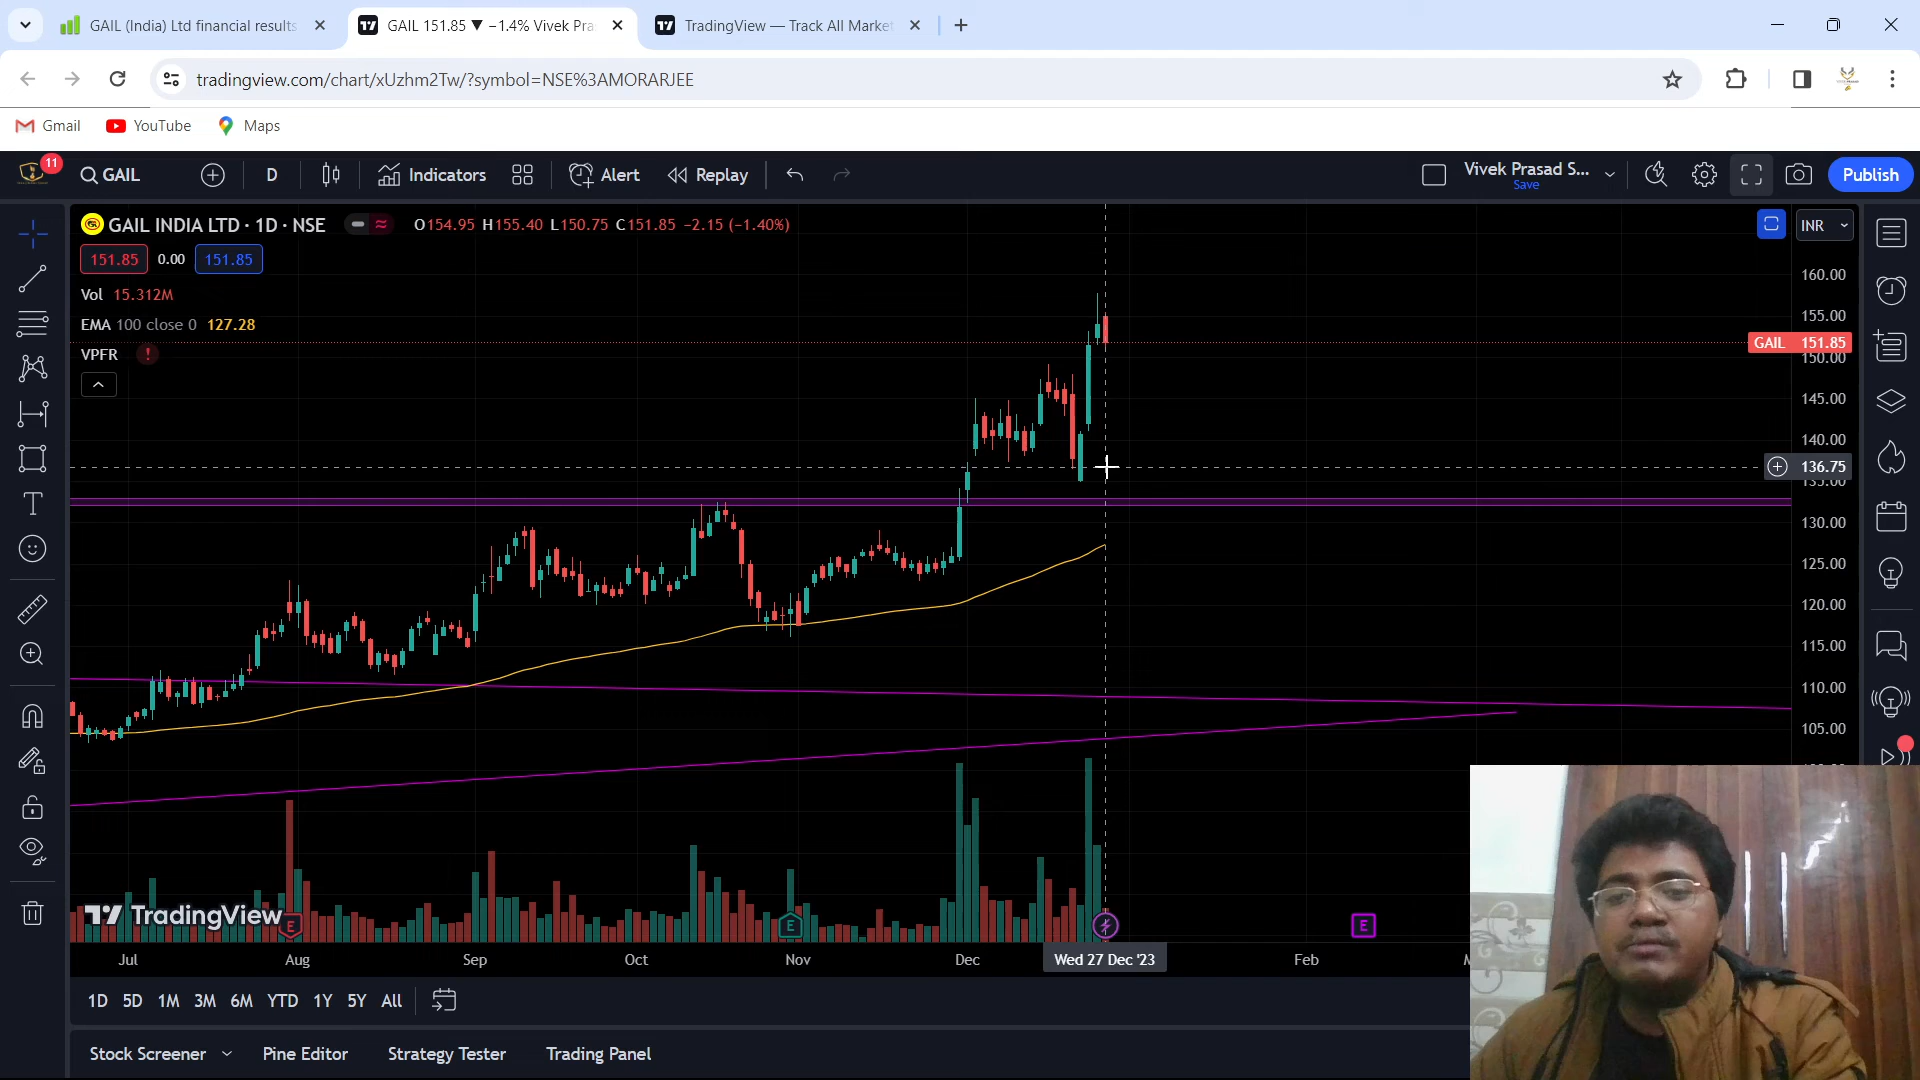 GAIL (India) Ltd financial results
GAIL 151.85 ▼ −1.4% Vivek Pra
TradingView — Track All Market
tradingview.com/chart/xUzhm2Tw/?symbol=NSE%3AMORARJEE
Gmail YouTube Maps
11
GAIL D Indicators Alert Replay Vivek Prasad S... Publish
Save
GAIL INDIA LTD · 1D · NSE O154.95 H155.40 L150.75 C151.85 −2.15 (−1.40%) INR
151.85 0.00 151.85
Vol 15.312M
EMA 100 close 0 127.28
VPFR !
160.00
155.00
GAIL 151.85
150.00
145.00
140.00
136.75
135.00
130.00
125.00
120.00
115.00
110.00
105.00
TradingView
E E E
Jul Aug Sep Oct Nov Dec Wed 27 Dec '23 Feb
1D 5D 1M 3M 6M YTD 1Y 5Y All
Stock Screener Pine Editor Strategy Tester Trading Panel